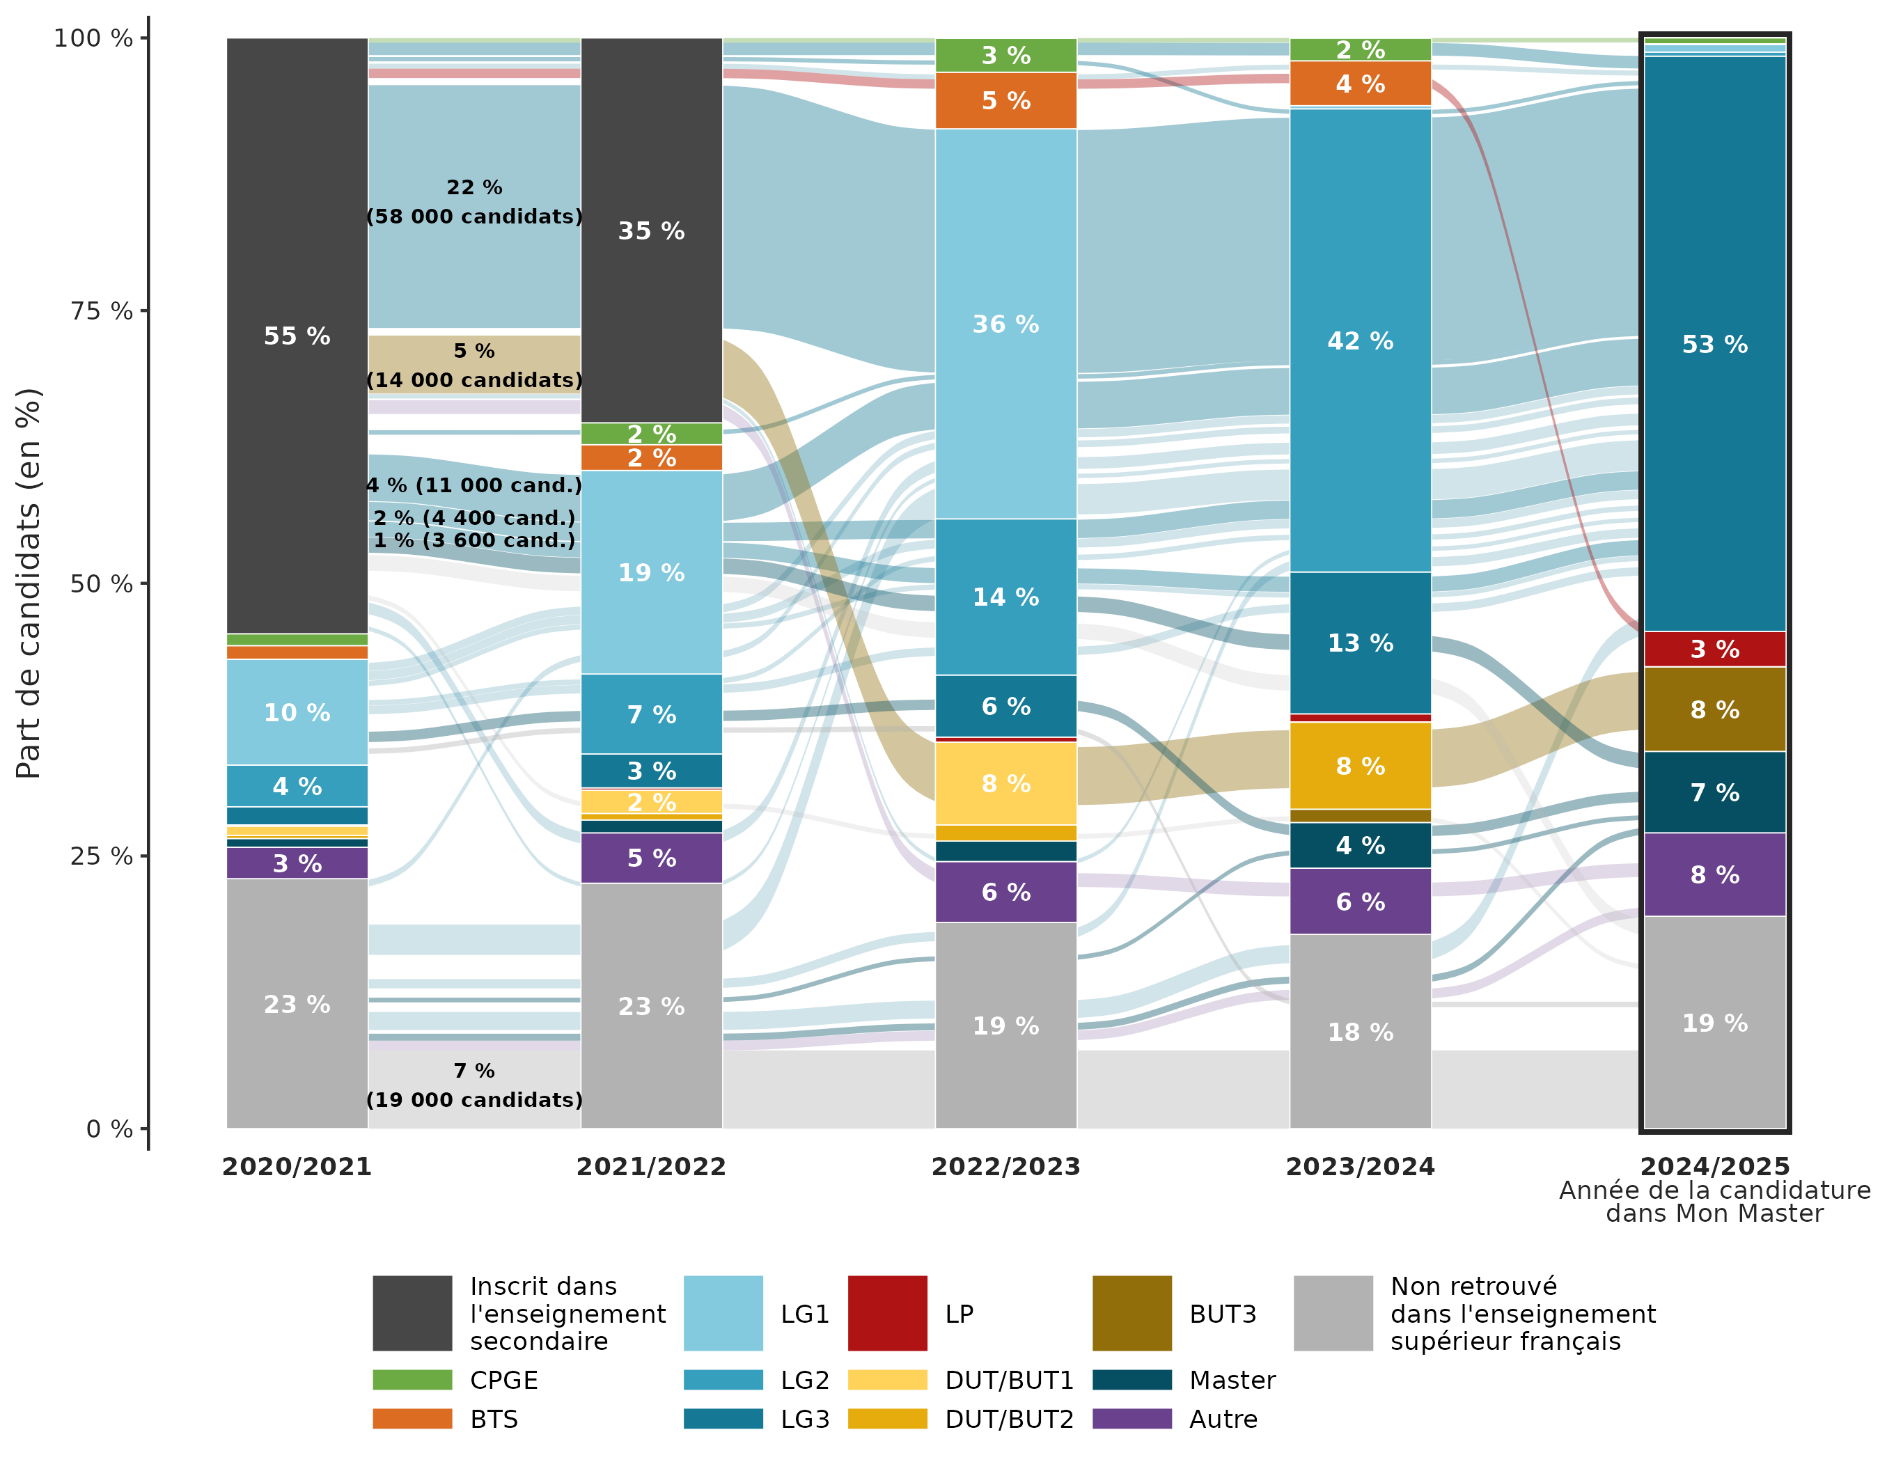 Part de candidats (en %)
100 %
75 %
50 %
25 %
0 %
55 %
10 %
4 %
3 %
23 %
22 %
(58 000 candidats)
5 %
(14 000 candidats)
4 % (11 000 cand.)
2 % (4 400 cand.)
1 % (3 600 cand.)
7 %
(19 000 candidats)
35 %
2 %
2 %
19 %
7 %
3 %
2 %
5 %
23 %
3 %
5 %
36 %
14 %
6 %
8 %
6 %
19 %
2 %
4 %
42 %
13 %
8 %
4 %
6 %
18 %
53 %
3 %
8 %
7 %
8 %
19 %
2020/2021
2021/2022
2022/2023
2023/2024
2024/2025
Année de la candidature
dans Mon Master
Inscrit dans
l'enseignement
secondaire
CPGE
BTS
LG1
LG2
LG3
LP
DUT/BUT1
DUT/BUT2
BUT3
Master
Autre
Non retrouvé
dans l'enseignement
supérieur français